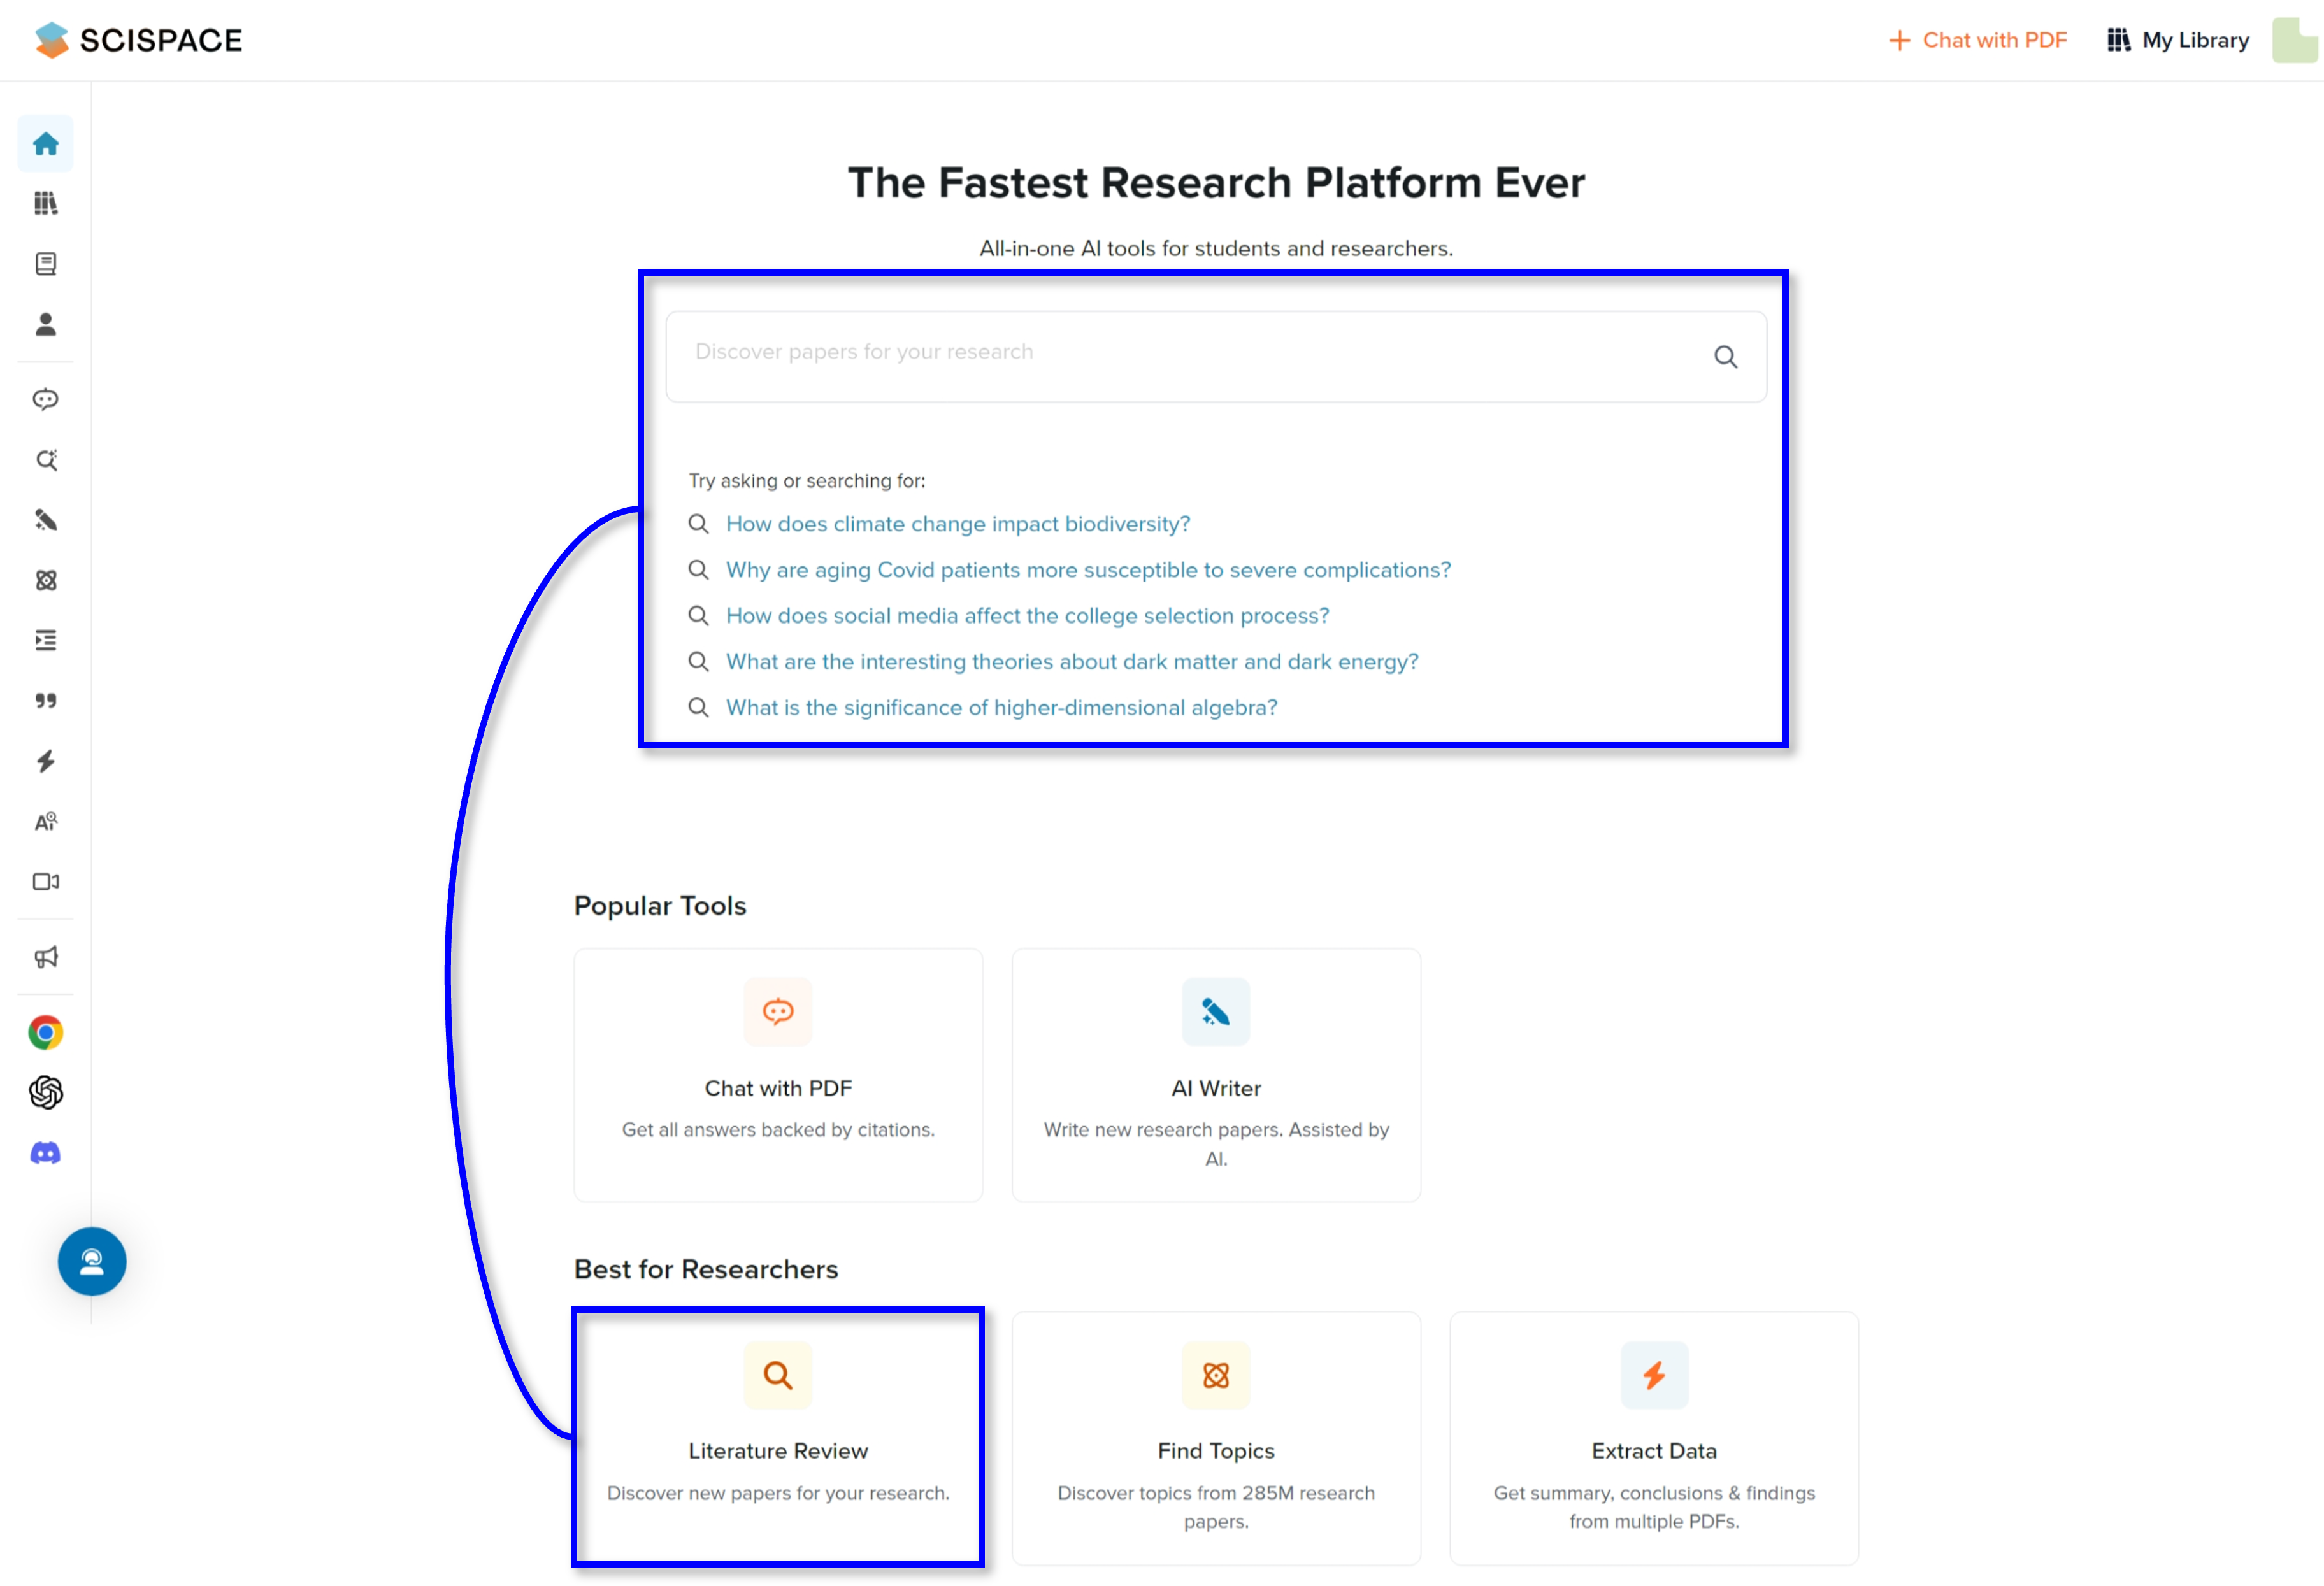 SCISPACE
Chat with PDF
My Library
The Fastest Research Platform Ever
All-in-one AI tools for students and researchers.
Discover papers for your research
Try asking or searching for:
How does climate change impact biodiversity?
Why are aging Covid patients more susceptible to severe complications?
How does social media affect the college selection process?
What are the interesting theories about dark matter and dark energy?
What is the significance of higher-dimensional algebra?
Popular Tools
Chat with PDF
Get all answers backed by citations.
AI Writer
Write new research papers. Assisted by
AI.
Best for Researchers
Literature Review
Discover new papers for your research.
Find Topics
Discover topics from 285M research
papers.
Extract Data
Get summary, conclusions & findings
from multiple PDFs.